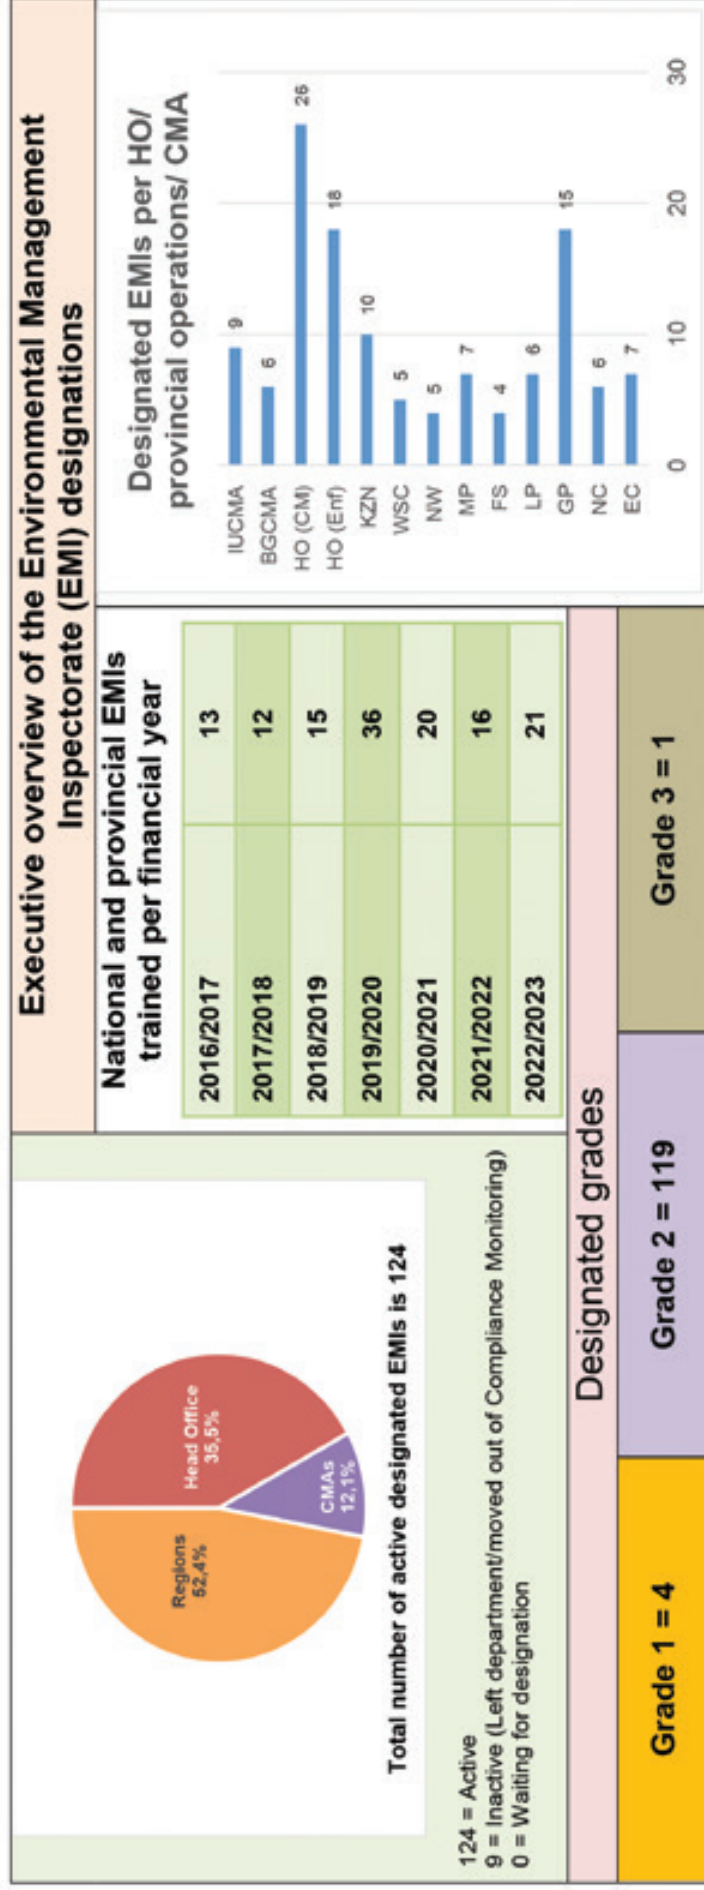 Executive overview of the Environmental Management
Inspectorate (EMI) designations
Regions
52,4%
Head Office
35,5%
CMAs
12,1%
Total number of active designated EMIs is 124
124 = Active
9 = Inactive (Left department/moved out of Compliance Monitoring)
0 = Waiting for designation
National and provincial EMIs
trained per financial year
2016/2017 13
2017/2018 12
2018/2019 15
2019/2020 36
2020/2021 20
2021/2022 16
2022/2023 21
Designated EMIs per HO/
provincial operations/ CMA
IUCMA 9
BGCMA 6
HO (CM) 26
HO (Enf) 18
KZN 10
WSC 5
NW 5
MP 7
FS 4
LP 6
GP 15
NC 6
EC 7
0 10 20 30
Designated grades
Grade 1 = 4
Grade 2 = 119
Grade 3 = 1